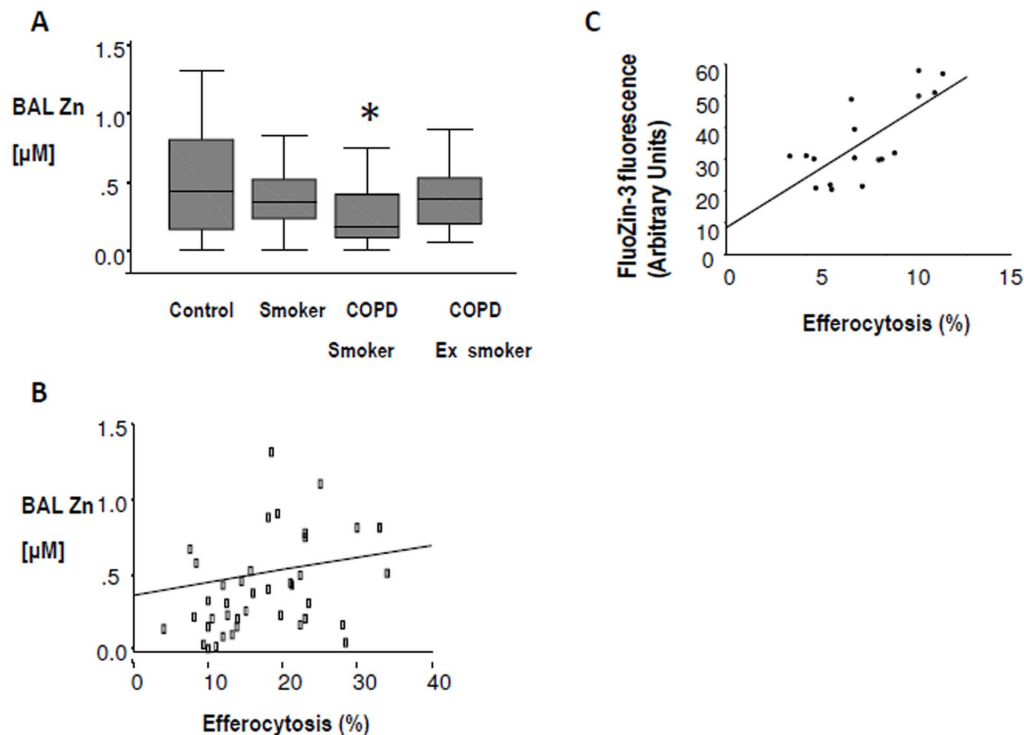 A
BAL Zn
[µM]
1.5
1.0
.5
0.0
*
Control Smoker COPD COPD
Smoker Ex smoker
B
BAL Zn
[µM]
1.5
1.0
.5
0.0
0 10 20 30 40
Efferocytosis (%)
C
FluoZin-3 fluorescence
(Arbitrary Units)
60
50
40
30
20
10
0
0 5 10 15
Efferocytosis (%)